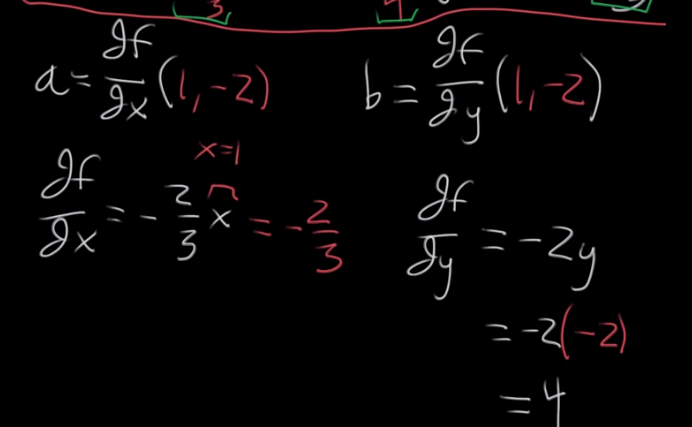 a = ∂f/∂x (1, -2)
b = ∂f/∂y (1, -2)
x=1
∂f/∂x = - 2/3 x = - 2/3
∂f/∂y = -2y
= -2(-2)
= 4